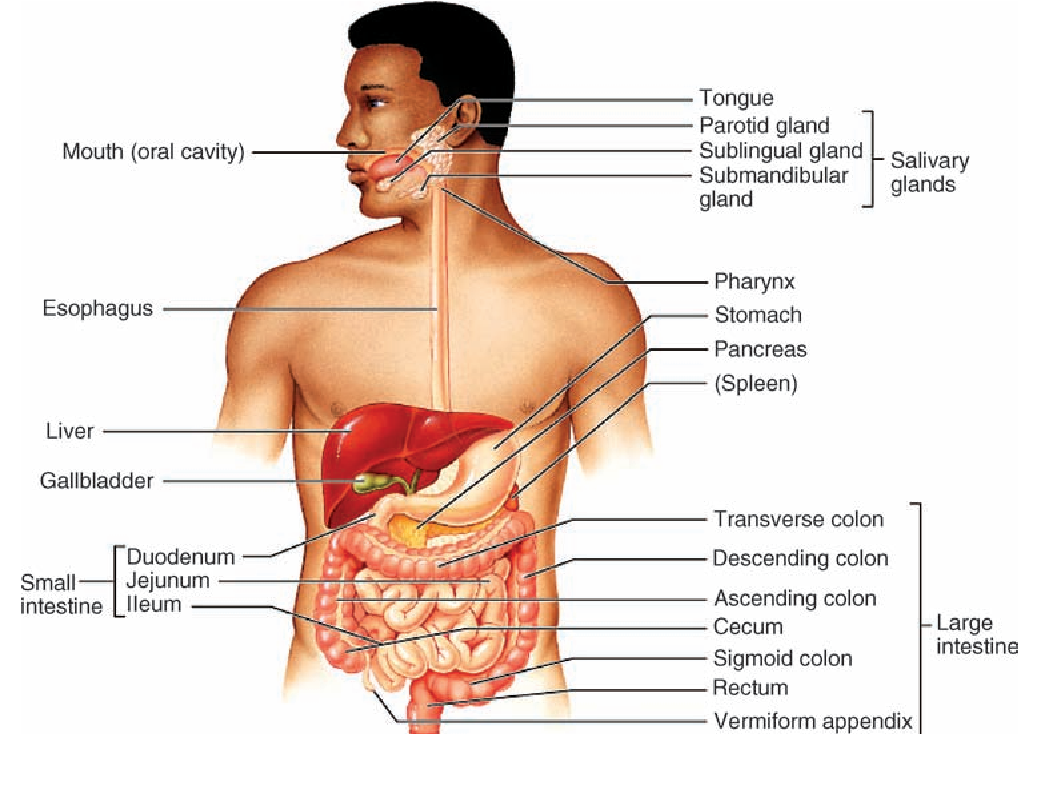 Tongue
Parotid gland
Mouth (oral cavity)
Sublingual gland
Submandibular
gland
Salivary
glands
Pharynx
Esophagus
Stomach
Pancreas
(Spleen)
Liver
Gallbladder
Transverse colon
Duodenum
Descending colon
Small
intestine
Jejunum
Ileum
Ascending colon
Cecum
Large
intestine
Sigmoid colon
Rectum
Vermiform appendix